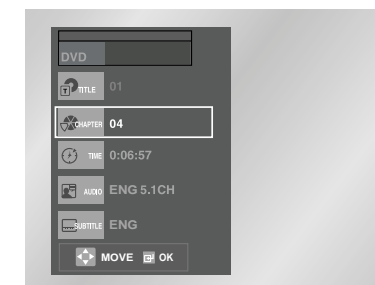 DVD
TITLE 01
CHAPTER 04
TIME 0:06:57
AUDIO ENG 5.1CH
SUBTITLE ENG
MOVE OK